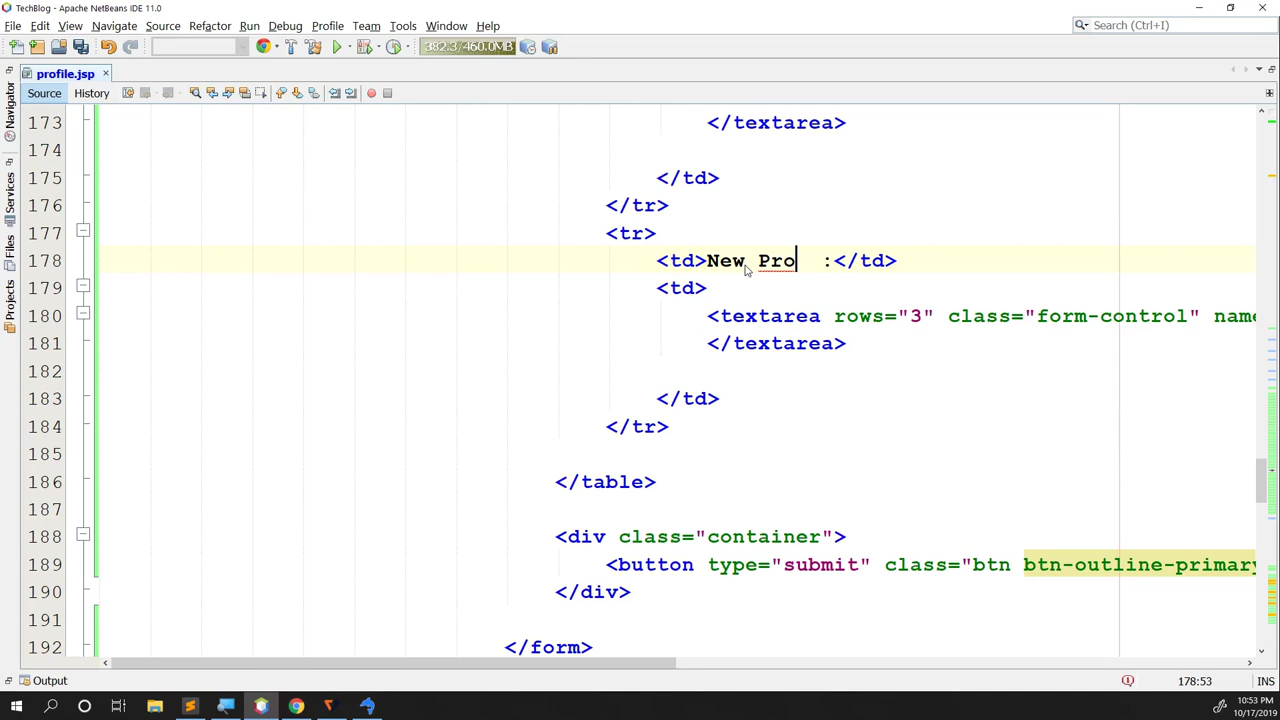 TechBlog - Apache NetBeans IDE 11.0
File Edit View Navigate Source Refactor Run Debug Profile Team Tools Window Help
Search (Ctrl+I)
382.3/460.0MB
profile.jsp
Source History
Navigator
Services
Files
Projects
173 </textarea>
174
175 </td>
176 </tr>
177 <tr>
178 <td>New Pro :</td>
179 <td>
180 <textarea rows="3" class="form-control" name
181 </textarea>
182
183 </td>
184 </tr>
185
186 </table>
187
188 <div class="container">
189 <button type="submit" class="btn btn-outline-primary
190 </div>
191
192 </form>
Output
178:53
INS
10:53 PM
10/17/2019